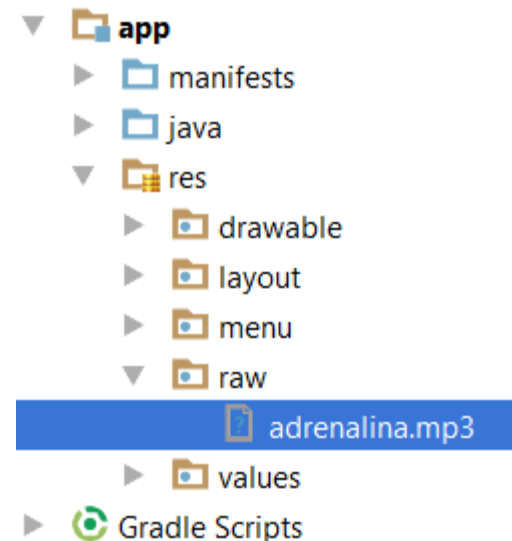 app
manifests
java
res
drawable
layout
menu
raw
adrenalina.mp3
values
Gradle Scripts